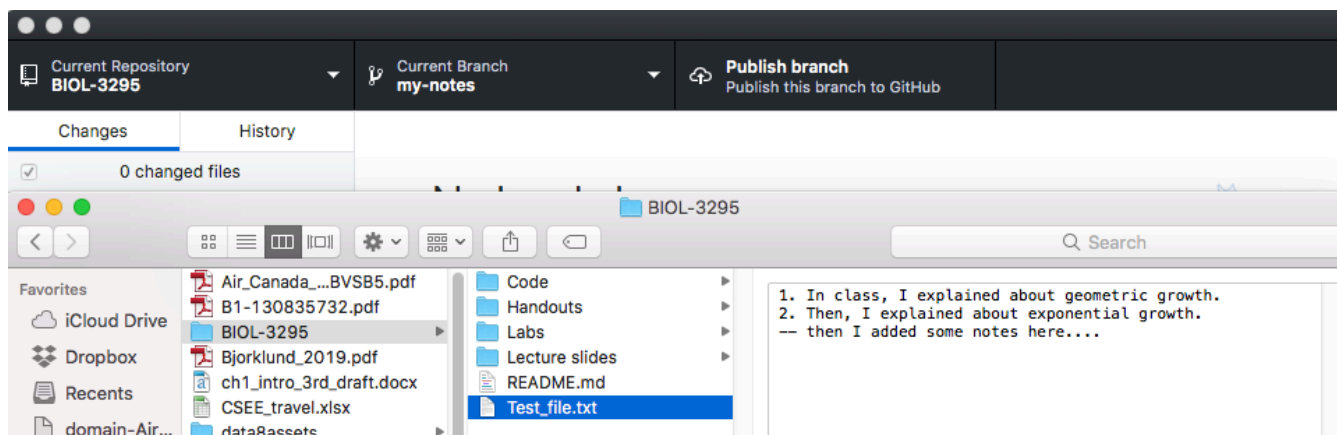 Current Repository
BIOL-3295
Current Branch
my-notes
Publish branch
Publish this branch to GitHub
Changes
History
0 changed files
BIOL-3295
Search
Favorites
iCloud Drive
Dropbox
Recents
domain-Air...
Air_Canada_...BVSB5.pdf
B1-130835732.pdf
BIOL-3295
Bjorklund_2019.pdf
ch1_intro_3rd_draft.docx
CSEE_travel.xlsx
data8assets
Code
Handouts
Labs
Lecture slides
README.md
Test_file.txt
1. In class, I explained about geometric growth.
2. Then, I explained about exponential growth.
-- then I added some notes here....